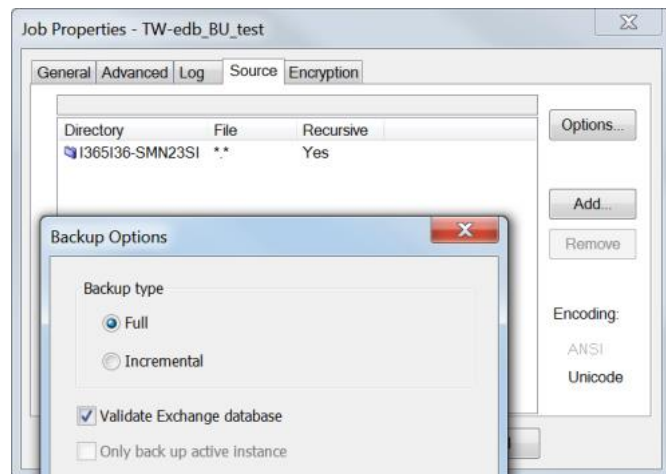 Job Properties - TW-edb_BU_test
General Advanced Log Source Encryption
Directory File Recursive
I365I36-SMN23SI *.* Yes
Options...
Add...
Remove
Encoding:
ANSI
Unicode
Backup Options
Backup type
Full
Incremental
Validate Exchange database
Only back up active instance